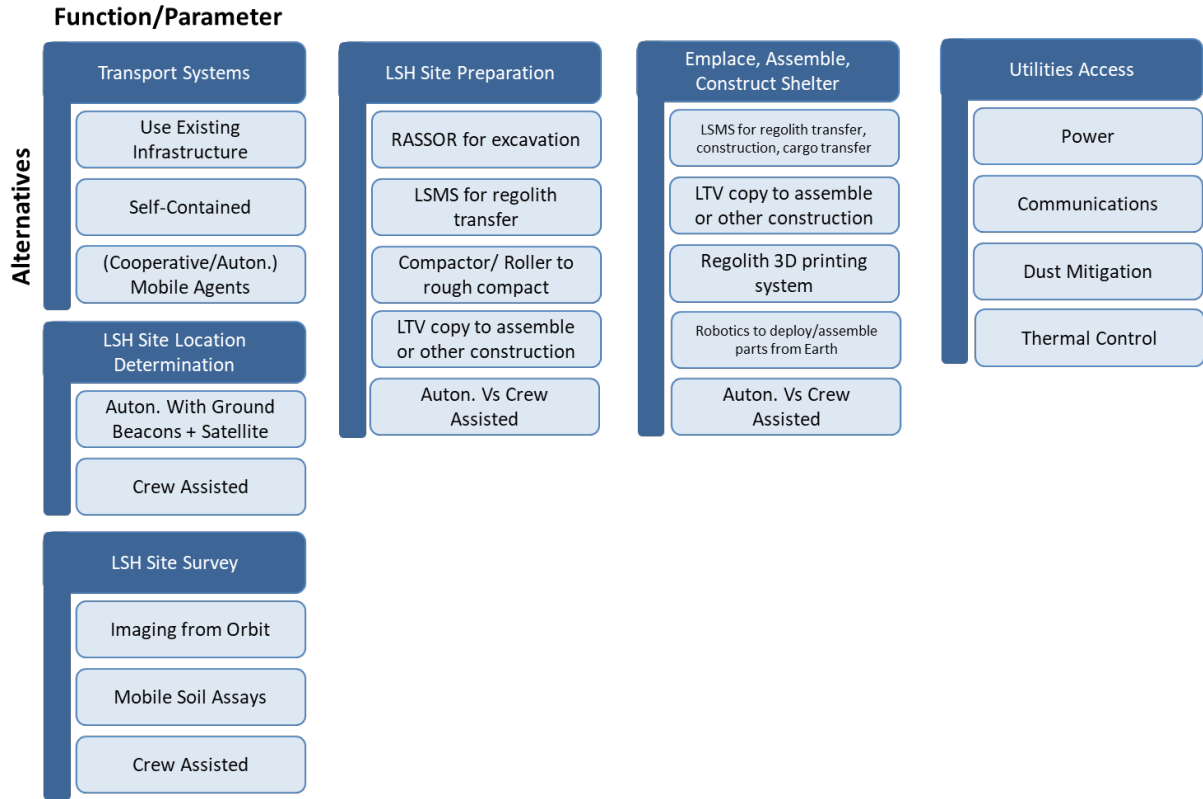 Function/Parameter
Alternatives
Transport Systems
Use Existing
Infrastructure
Self-Contained
(Cooperative/Auton.)
Mobile Agents
LSH Site Location
Determination
Auton. With Ground
Beacons + Satellite
Crew Assisted
LSH Site Survey
Imaging from Orbit
Mobile Soil Assays
Crew Assisted
LSH Site Preparation
RASSOR for excavation
LSMS for regolith
transfer
Compactor/ Roller to
rough compact
LTV copy to assemble
or other construction
Auton. Vs Crew
Assisted
Emplace, Assemble,
Construct Shelter
LSMS for regolith transfer,
construction, cargo transfer
LTV copy to assemble
or other construction
Regolith 3D printing
system
Robotics to deploy/assemble
parts from Earth
Auton. Vs Crew
Assisted
Utilities Access
Power
Communications
Dust Mitigation
Thermal Control